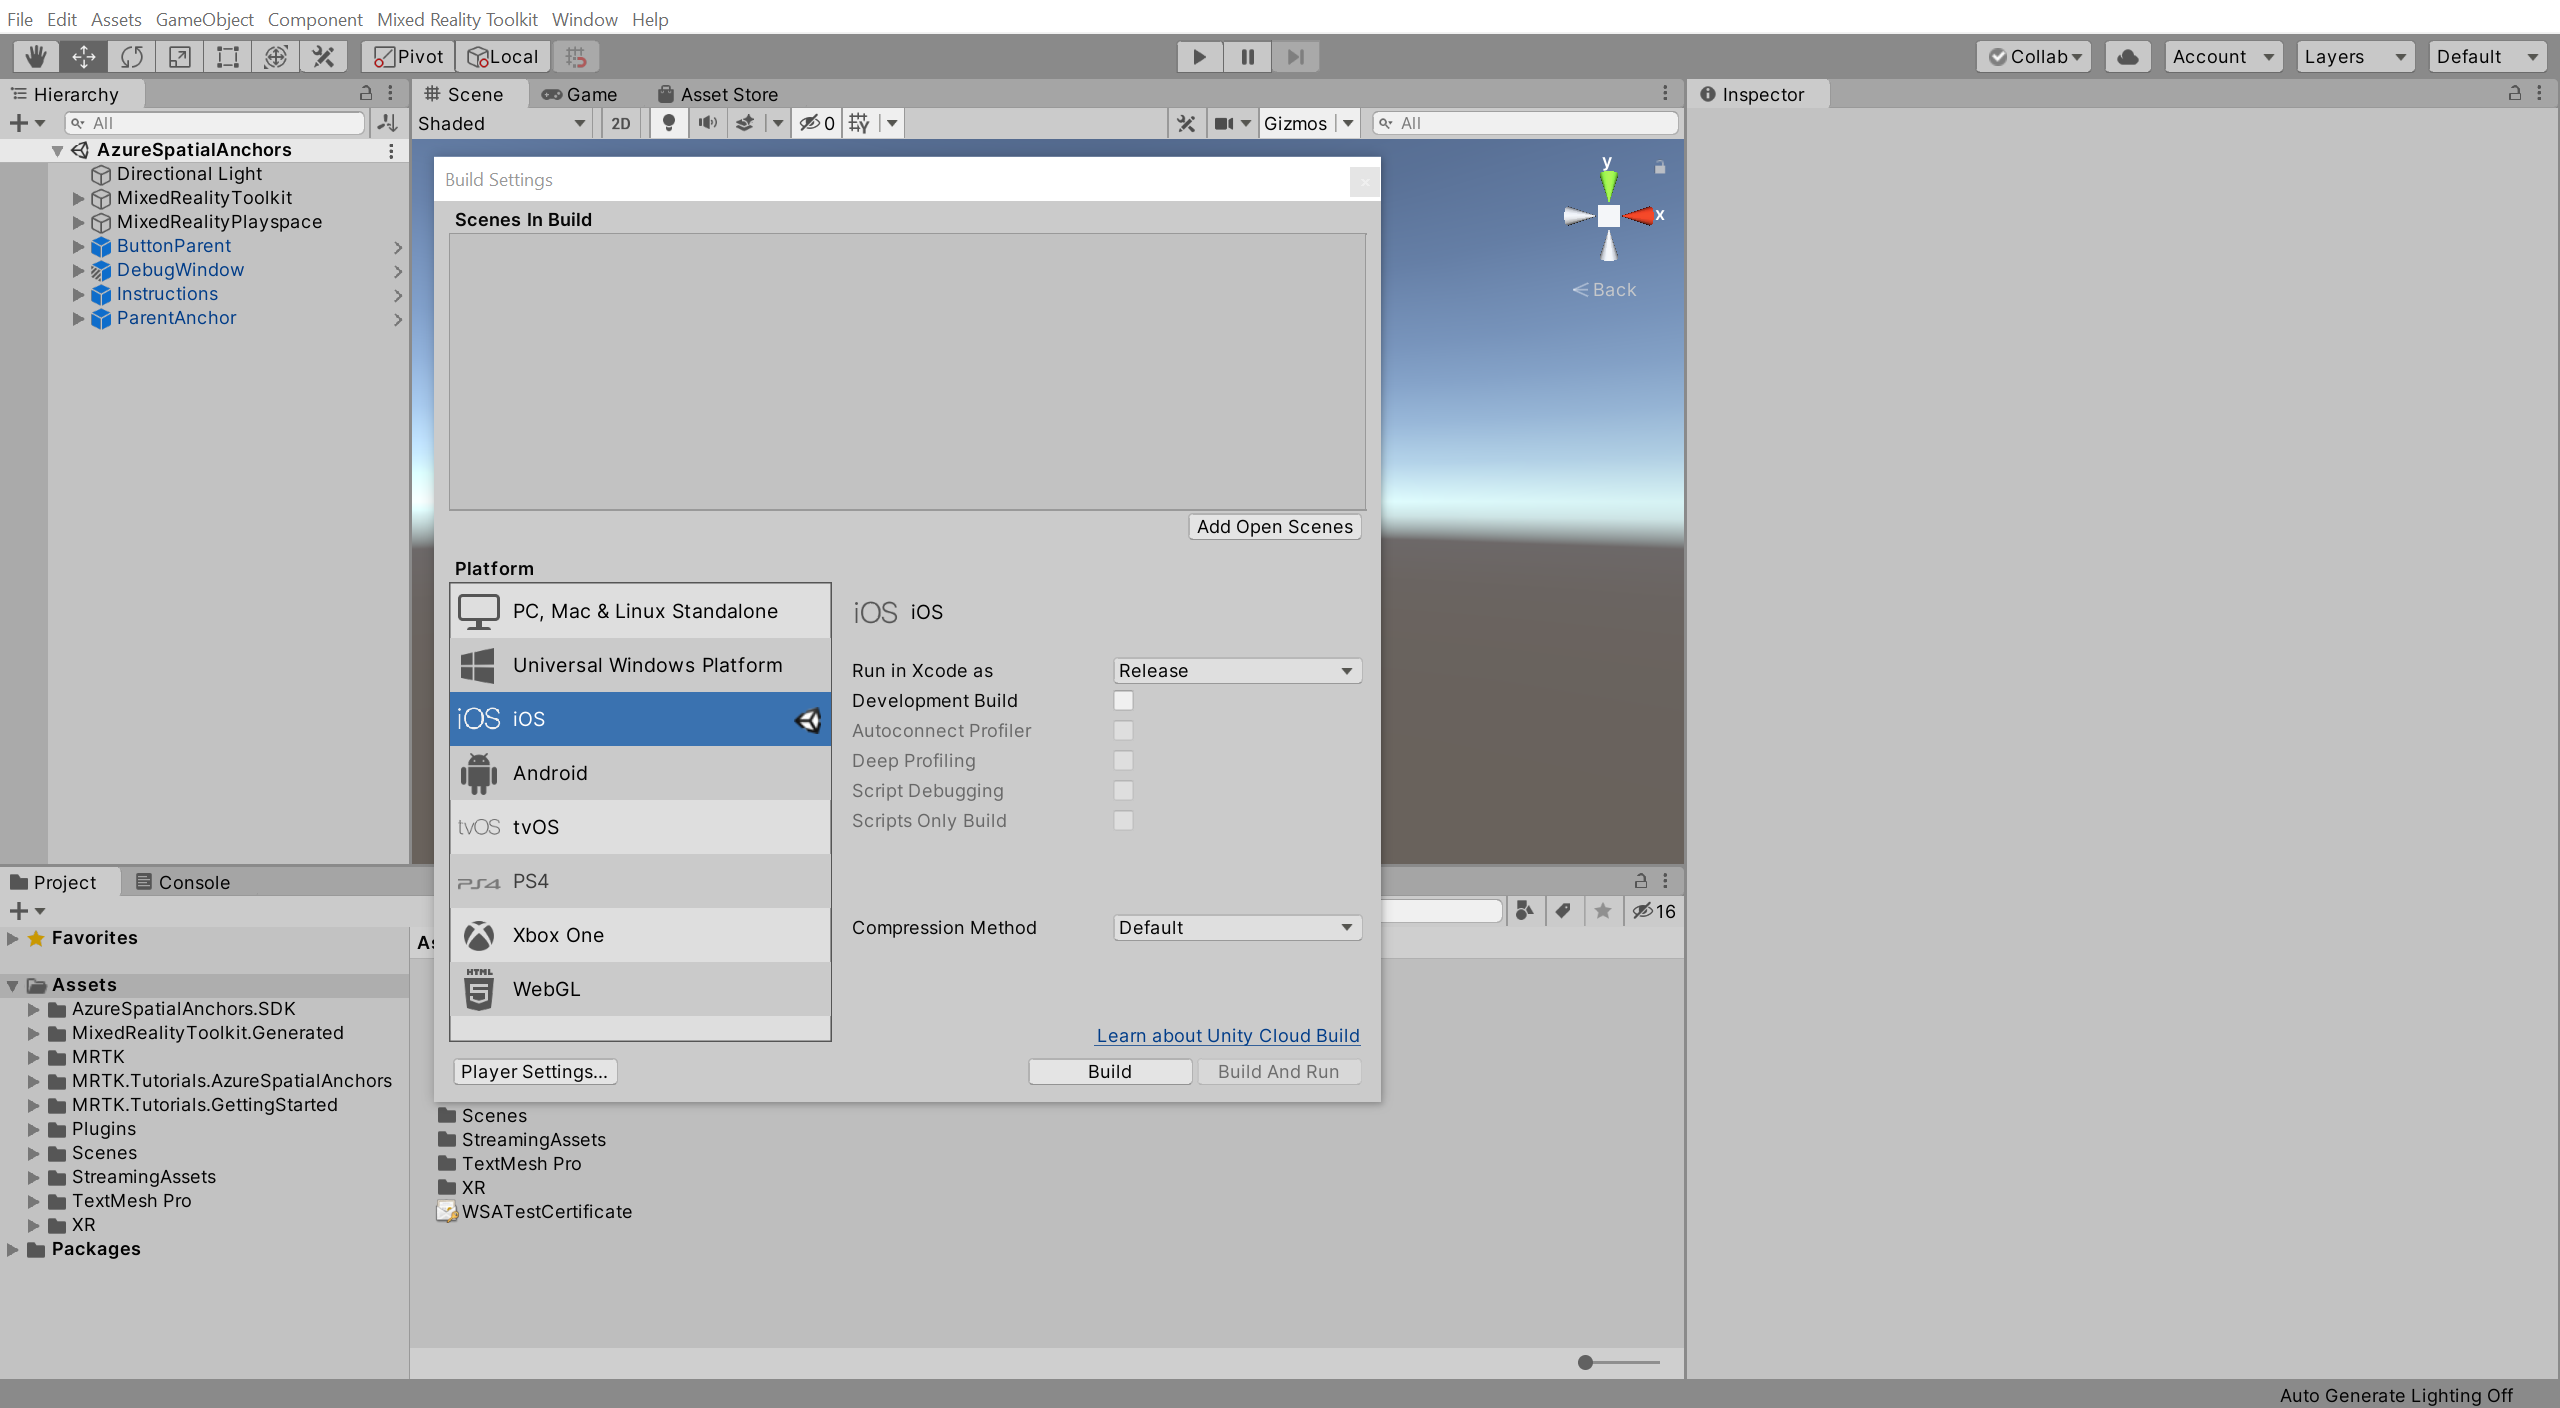 File Edit Assets GameObject Component Mixed Reality Toolkit Window Help
Pivot Local Collab Account Layers Default
Hierarchy
All
AzureSpatialAnchors
Directional Light
MixedRealityToolkit
MixedRealityPlayspace
ButtonParent
DebugWindow
Instructions
ParentAnchor
Scene Game Asset Store
Shaded 2D 0 Gizmos All
y
x
Back
Inspector
Build Settings
Scenes In Build
Add Open Scenes
Platform
PC, Mac & Linux Standalone
Universal Windows Platform
iOS iOS
Android
tvOS tvOS
PS4 PS4
Xbox One
HTML 5 WebGL
iOS iOS
Run in Xcode as Release
Development Build
Autoconnect Profiler
Deep Profiling
Script Debugging
Scripts Only Build
Compression Method Default
Learn about Unity Cloud Build
Player Settings... Build Build And Run
Project Console
16
Favorites
Assets
AzureSpatialAnchors.SDK
MixedRealityToolkit.Generated
MRTK
MRTK.Tutorials.AzureSpatialAnchors
MRTK.Tutorials.GettingStarted
Plugins
Scenes
StreamingAssets
TextMesh Pro
XR
Packages
Scenes
StreamingAssets
TextMesh Pro
XR
WSATestCertificate
Auto Generate Lighting Off